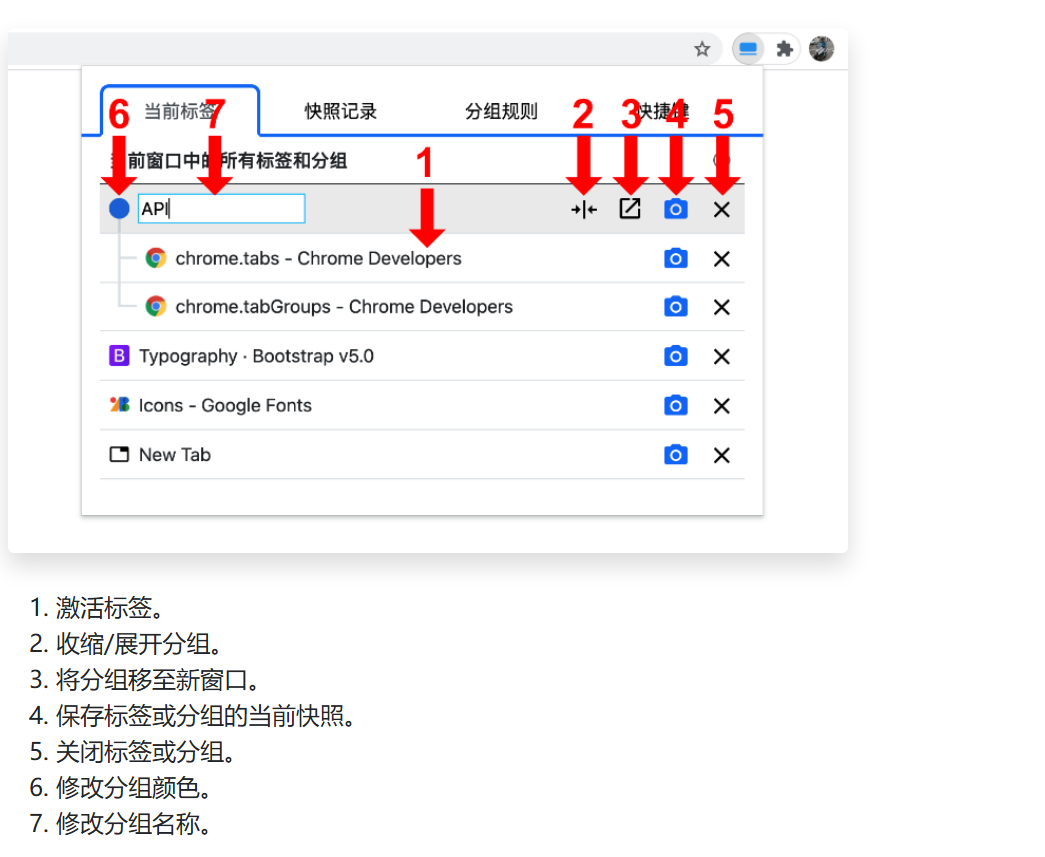 当前标签
快照记录
分组规则
快捷键
6
7
2
3
4
5
当前窗口中的所有标签和分组
1
API
chrome.tabs - Chrome Developers
chrome.tabGroups - Chrome Developers
B Typography · Bootstrap v5.0
Icons - Google Fonts
New Tab
1. 激活标签。
2. 收缩/展开分组。
3. 将分组移至新窗口。
4. 保存标签或分组的当前快照。
5. 关闭标签或分组。
6. 修改分组颜色。
7. 修改分组名称。